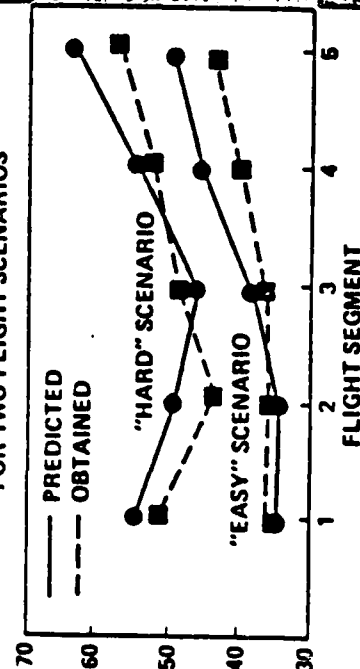 FOR TWO FLIGHT SCENARIOS
PREDICTED
OBTAINED
"HARD" SCENARIO
"EASY" SCENARIO
70
60
50
40
30
1 2 3 4 5
FLIGHT SEGMENT